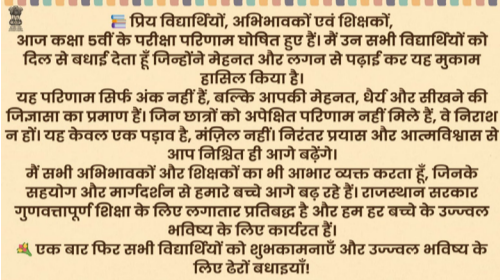 📚 प्रिय विद्यार्थियों, अभिभावकों एवं शिक्षकों,
आज कक्षा 5वीं के परीक्षा परिणाम घोषित हुए हैं। मैं उन सभी विद्यार्थियों को
दिल से बधाई देता हूँ जिन्होंने मेहनत और लगन से पढ़ाई कर यह मुकाम
हासिल किया है।
यह परिणाम सिर्फ अंक नहीं हैं, बल्कि आपकी मेहनत, धैर्य और सीखने की
जिज्ञासा का प्रमाण हैं। जिन छात्रों को अपेक्षित परिणाम नहीं मिले हैं, वे निराश
न हों। यह केवल एक पड़ाव है, मंज़िल नहीं। निरंतर प्रयास और आत्मविश्वास से
आप निश्चित ही आगे बढ़ेंगे।
मैं सभी अभिभावकों और शिक्षकों का भी आभार व्यक्त करता हूँ, जिनके
सहयोग और मार्गदर्शन से हमारे बच्चे आगे बढ़ रहे हैं। राजस्थान सरकार
गुणवत्तापूर्ण शिक्षा के लिए लगातार प्रतिबद्ध है और हम हर बच्चे के उज्ज्वल
भविष्य के लिए कार्यरत हैं।
💐 एक बार फिर सभी विद्यार्थियों को शुभकामनाएँ और उज्ज्वल भविष्य के
लिए ढेरों बधाइयाँ!